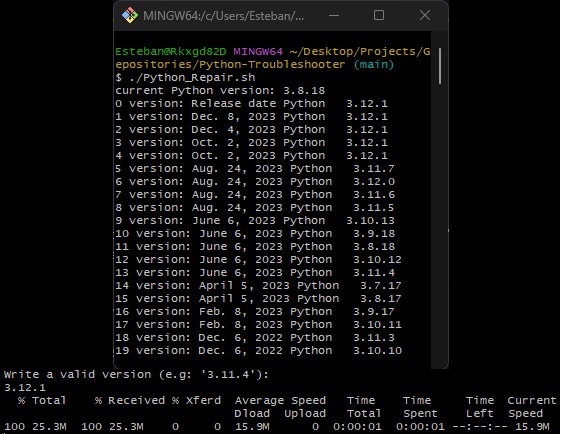 MINGW64:/c/Users/Esteban/...
Esteban@Rkxgd82D MINGW64 ~/Desktop/Projects/G
epositories/Python-Troubleshooter (main)
$ ./Python_Repair.sh
current Python version: 3.8.18
0 version: Release date Python 3.12.1
1 version: Dec. 8, 2023 Python 3.12.1
2 version: Dec. 4, 2023 Python 3.12.1
3 version: Oct. 2, 2023 Python 3.12.1
4 version: Oct. 2, 2023 Python 3.12.1
5 version: Aug. 24, 2023 Python 3.11.7
6 version: Aug. 24, 2023 Python 3.12.0
7 version: Aug. 24, 2023 Python 3.11.6
8 version: Aug. 24, 2023 Python 3.11.5
9 version: June 6, 2023 Python 3.10.13
10 version: June 6, 2023 Python 3.9.18
11 version: June 6, 2023 Python 3.8.18
12 version: June 6, 2023 Python 3.10.12
13 version: June 6, 2023 Python 3.11.4
14 version: April 5, 2023 Python 3.7.17
15 version: April 5, 2023 Python 3.8.17
16 version: Feb. 8, 2023 Python 3.9.17
17 version: Feb. 8, 2023 Python 3.10.11
18 version: Dec. 6, 2022 Python 3.11.3
19 version: Dec. 6, 2022 Python 3.10.10
Write a valid version (e.g: '3.11.4'):
3.12.1
% Total % Received % Xferd Average Speed Time Time Time Current
Dload Upload Total Spent Left Speed
100 25.3M 100 25.3M 0 0 15.9M 0 0:00:01 0:00:01 --:--:-- 15.9M